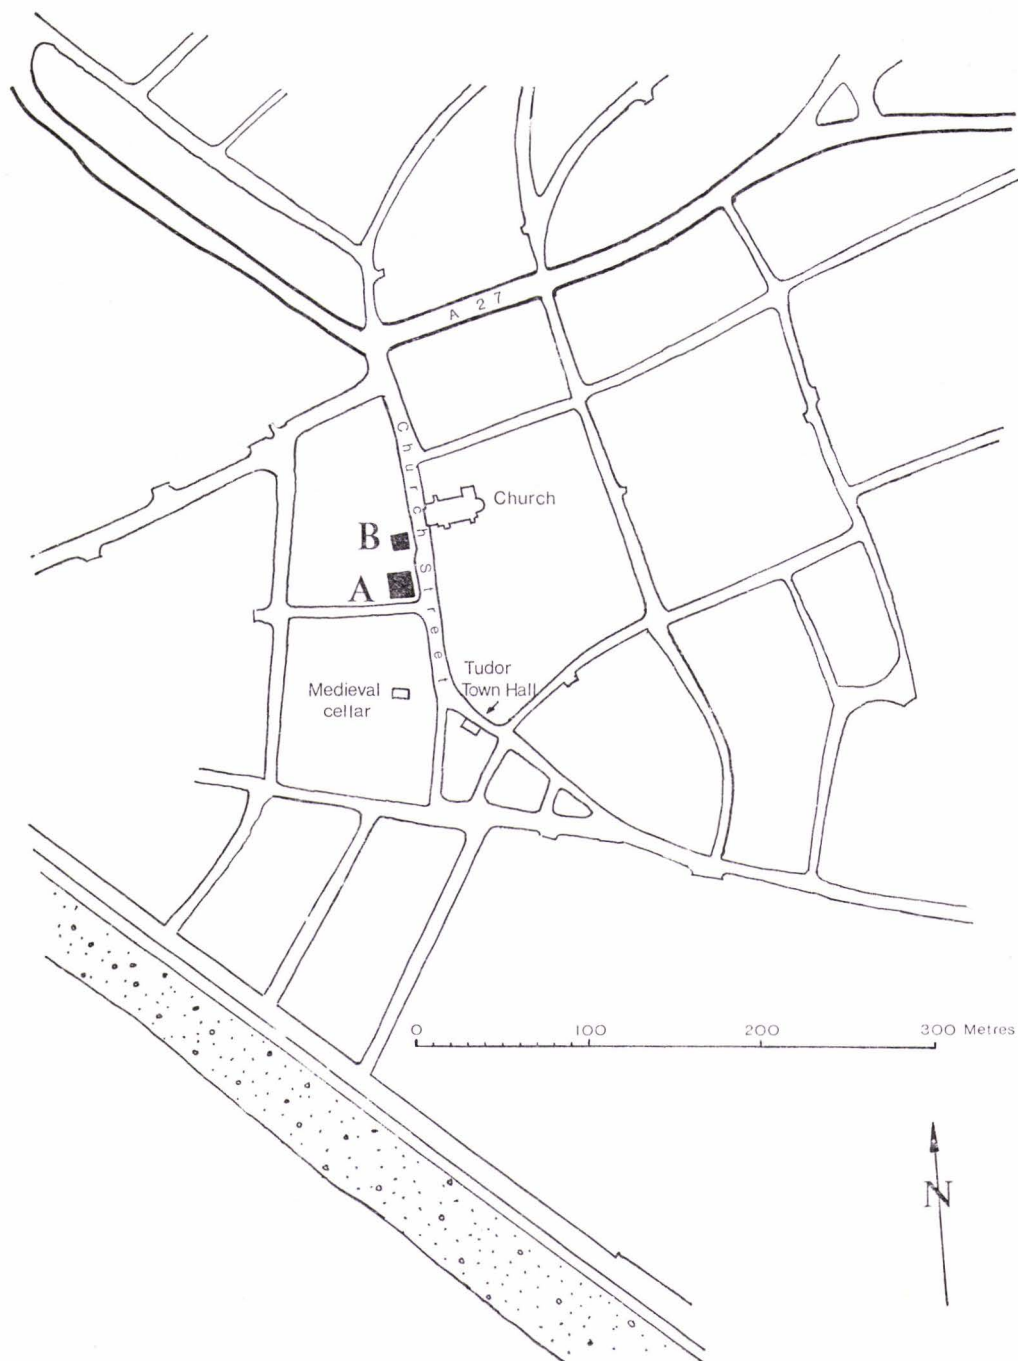 A 27
Church Street
Church
B
A
Tudor
Town Hall
Medieval
cellar
0 100 200 300 Metres
N